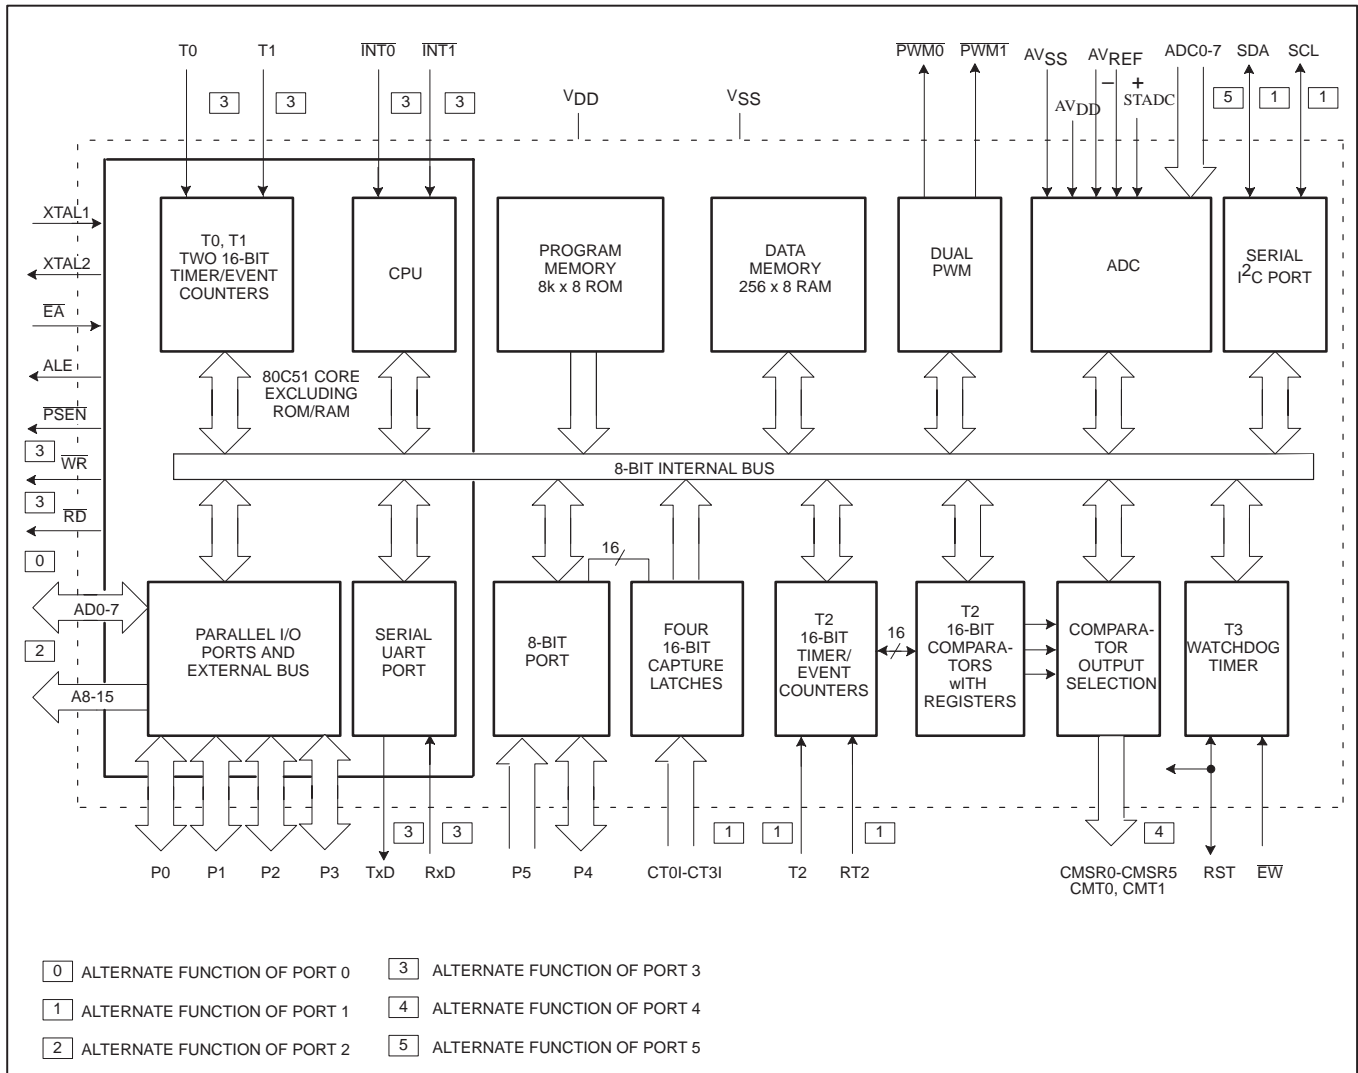 T0 T1 INT0 INT1 PWM0 PWM1 AVSS AVREF ADC0-7 SDA SCL
− +
3 3 3 3 VDD VSS AVDD STADC 5 1 1
XTAL1
XTAL2
EA
ALE
PSEN
3
WR
3
RD
0
AD0-7
2
A8-15
T0, T1
TWO 16-BIT
TIMER/EVENT
COUNTERS
CPU
PROGRAM
MEMORY
8k x 8 ROM
DATA
MEMORY
256 x 8 RAM
DUAL
PWM
ADC
SERIAL
I2C PORT
80C51 CORE
EXCLUDING
ROM/RAM
8-BIT INTERNAL BUS
16
PARALLEL I/O
PORTS AND
EXTERNAL BUS
SERIAL
UART
PORT
8-BIT
PORT
FOUR
16-BIT
CAPTURE
LATCHES
T2
16-BIT
TIMER/
EVENT
COUNTERS
16
T2
16-BIT
COMPARA-
TORS
wITH
REGISTERS
COMPARA-
TOR
OUTPUT
SELECTION
T3
WATCHDOG
TIMER
3 3 1 1 1 4
P0 P1 P2 P3 TxD RxD P5 P4 CT0I-CT3I T2 RT2 CMSR0-CMSR5 RST EW
CMT0, CMT1
0 ALTERNATE FUNCTION OF PORT 0
1 ALTERNATE FUNCTION OF PORT 1
2 ALTERNATE FUNCTION OF PORT 2
3 ALTERNATE FUNCTION OF PORT 3
4 ALTERNATE FUNCTION OF PORT 4
5 ALTERNATE FUNCTION OF PORT 5